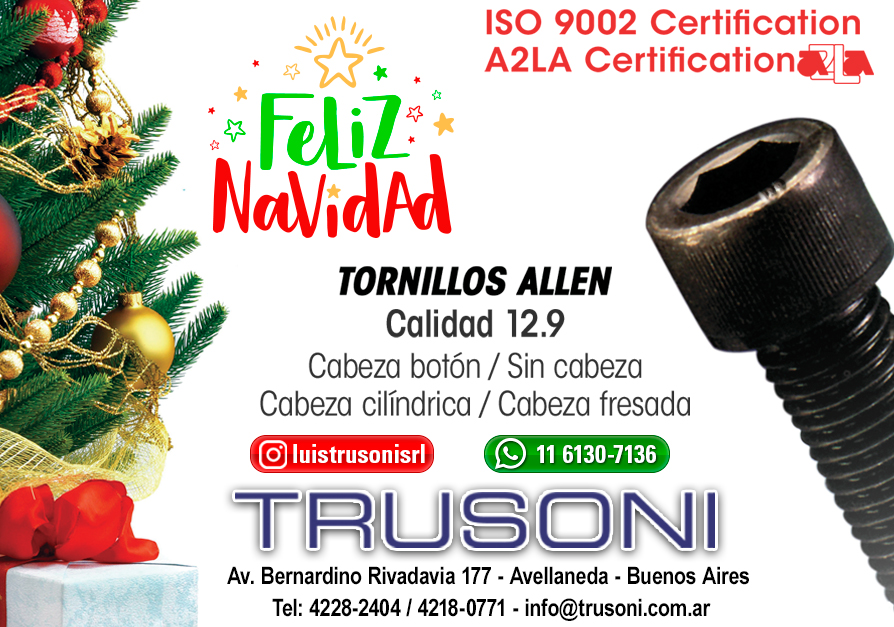 ISO 9002 Certification
A2LA Certification
A2LA
FELIZ
NAVIDAD
TORNILLOS ALLEN
Calidad 12.9
Cabeza botón / Sin cabeza
Cabeza cilíndrica / Cabeza fresada
luistrusonisrl
11 6130-7136
TRUSONI
Av. Bernardino Rivadavia 177 - Avellaneda - Buenos Aires
Tel: 4228-2404 / 4218-0771 - info@trusoni.com.ar